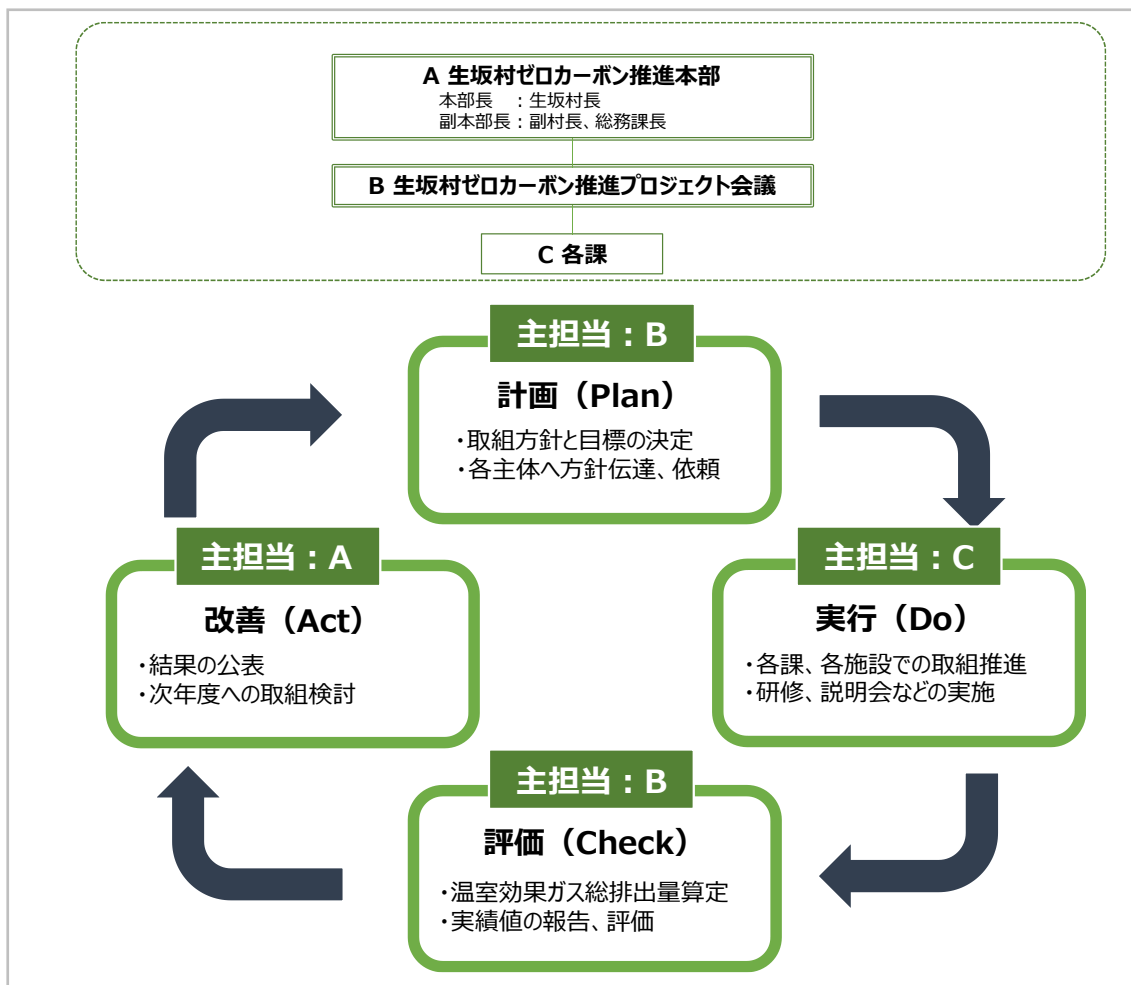 A 生坂村ゼロカーボン推進本部
本部長 ：生坂村長
副本部長：副村長、総務課長
B 生坂村ゼロカーボン推進プロジェクト会議
C 各課
主担当：B
計画（Plan）
・取組方針と目標の決定
・各主体へ方針伝達、依頼
主担当：A
改善（Act）
・結果の公表
・次年度への取組検討
主担当：C
実行（Do）
・各課、各施設での取組推進
・研修、説明会などの実施
主担当：B
評価（Check）
・温室効果ガス総排出量算定
・実績値の報告、評価